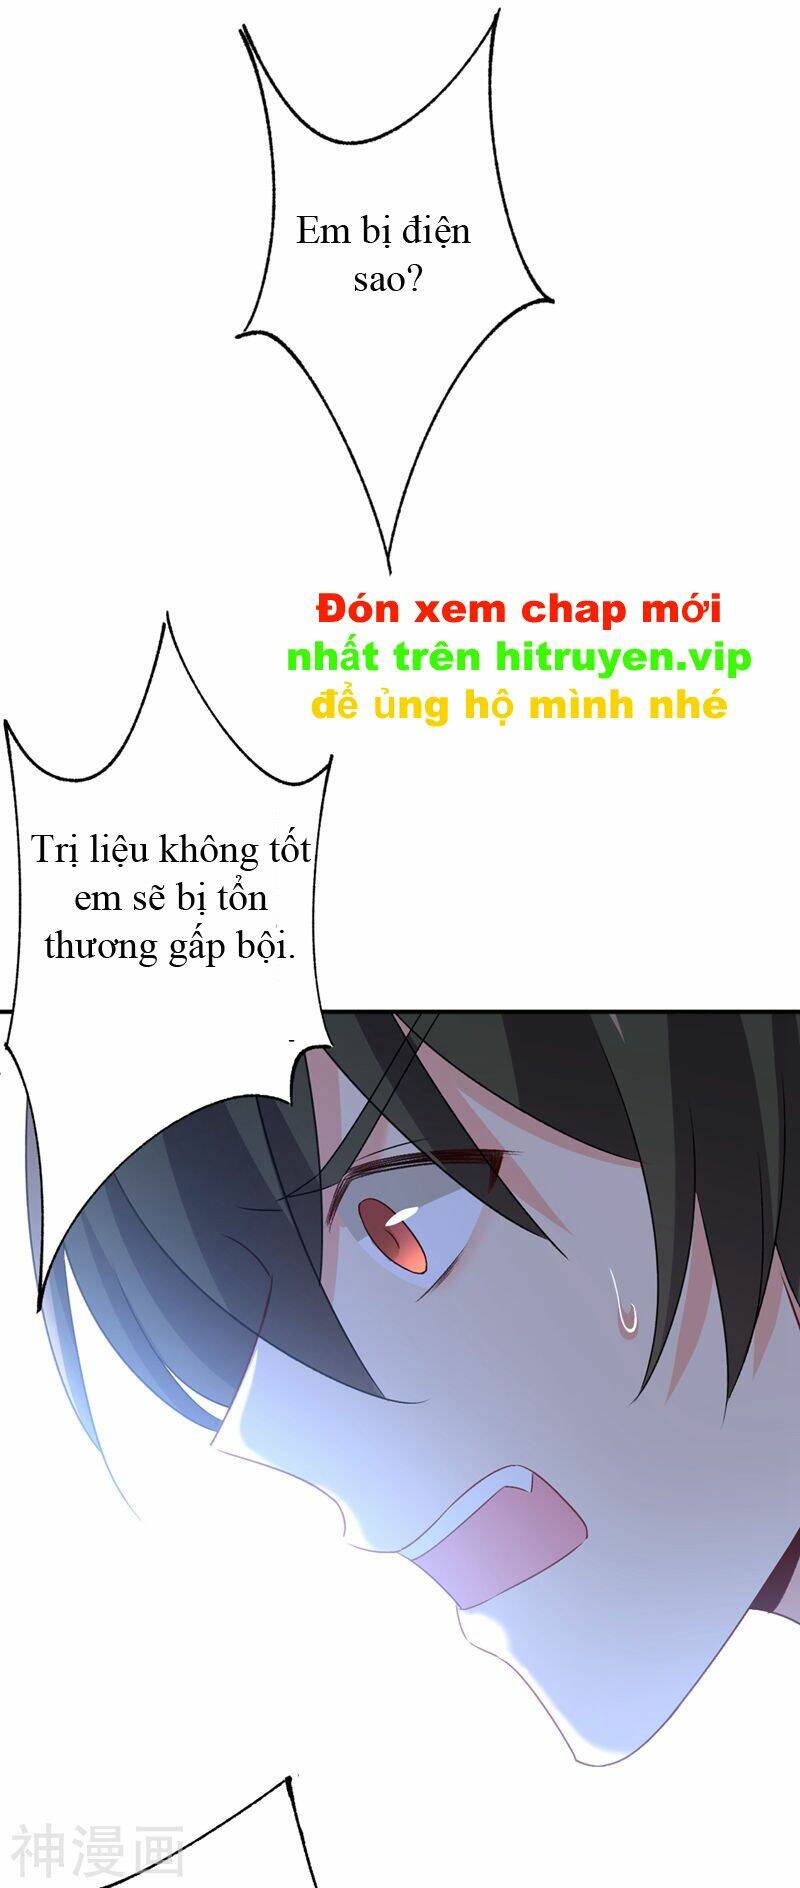 Em bị điện
sao?
Đón xem chap mới
nhất trên hitruyen.vip
để ủng hộ mình nhé
Trị liệu không tốt
em sẽ bị tổn
thương gấp bội.
神漫画